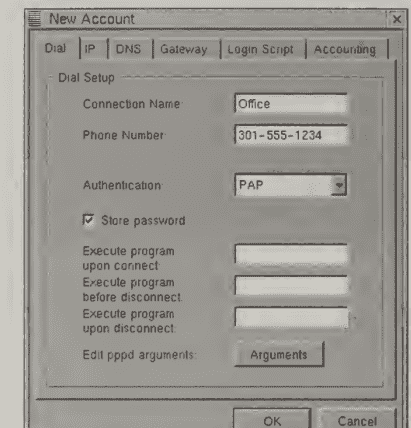 New Account
Dial IP DNS Gateway Login Script Accounting
Dial Setup
Connection Name: Office
Phone Number: 301-555-1234
Authentication: PAP
Store password
Execute program
upon connect:
Execute program
before disconnect:
Execute program
upon disconnect:
Edit pppd arguments: Arguments
OK Cancel